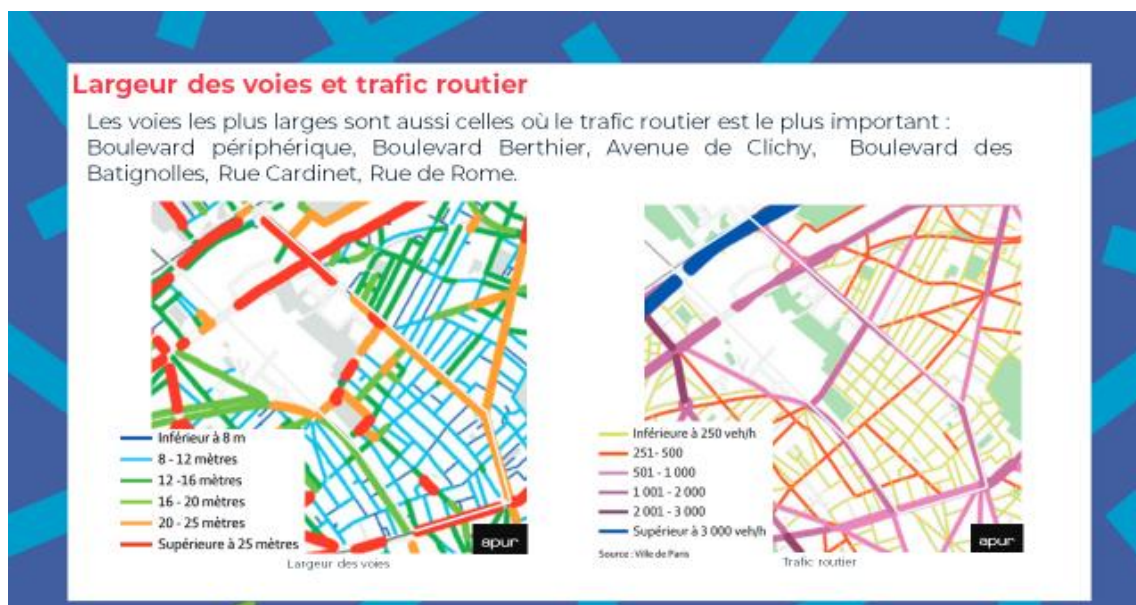 Largeur des voies et trafic routier
Les voies les plus larges sont aussi celles où le trafic routier est le plus important :
Boulevard périphérique, Boulevard Berthier, Avenue de Clichy, Boulevard des
Batignolles, Rue Cardinet, Rue de Rome.
Inférieur à 8 m
8 - 12 mètres
12 -16 mètres
16 - 20 mètres
20 - 25 mètres
Supérieure à 25 mètres
apur
Largeur des voies
Inférieure à 250 veh/h
251- 500
501 - 1 000
1 001 - 2 000
2 001 - 3 000
Supérieur à 3 000 veh/h
Source : Ville de Paris
apur
Trafic routier